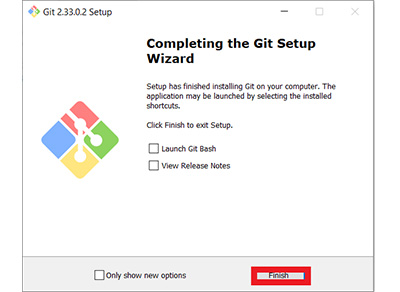 Git 2.33.0.2 Setup
Completing the Git Setup
Wizard
Setup has finished installing Git on your computer. The
application may be launched by selecting the installed
shortcuts.
Click Finish to exit Setup.
Launch Git Bash
View Release Notes
Only show new options
Finish